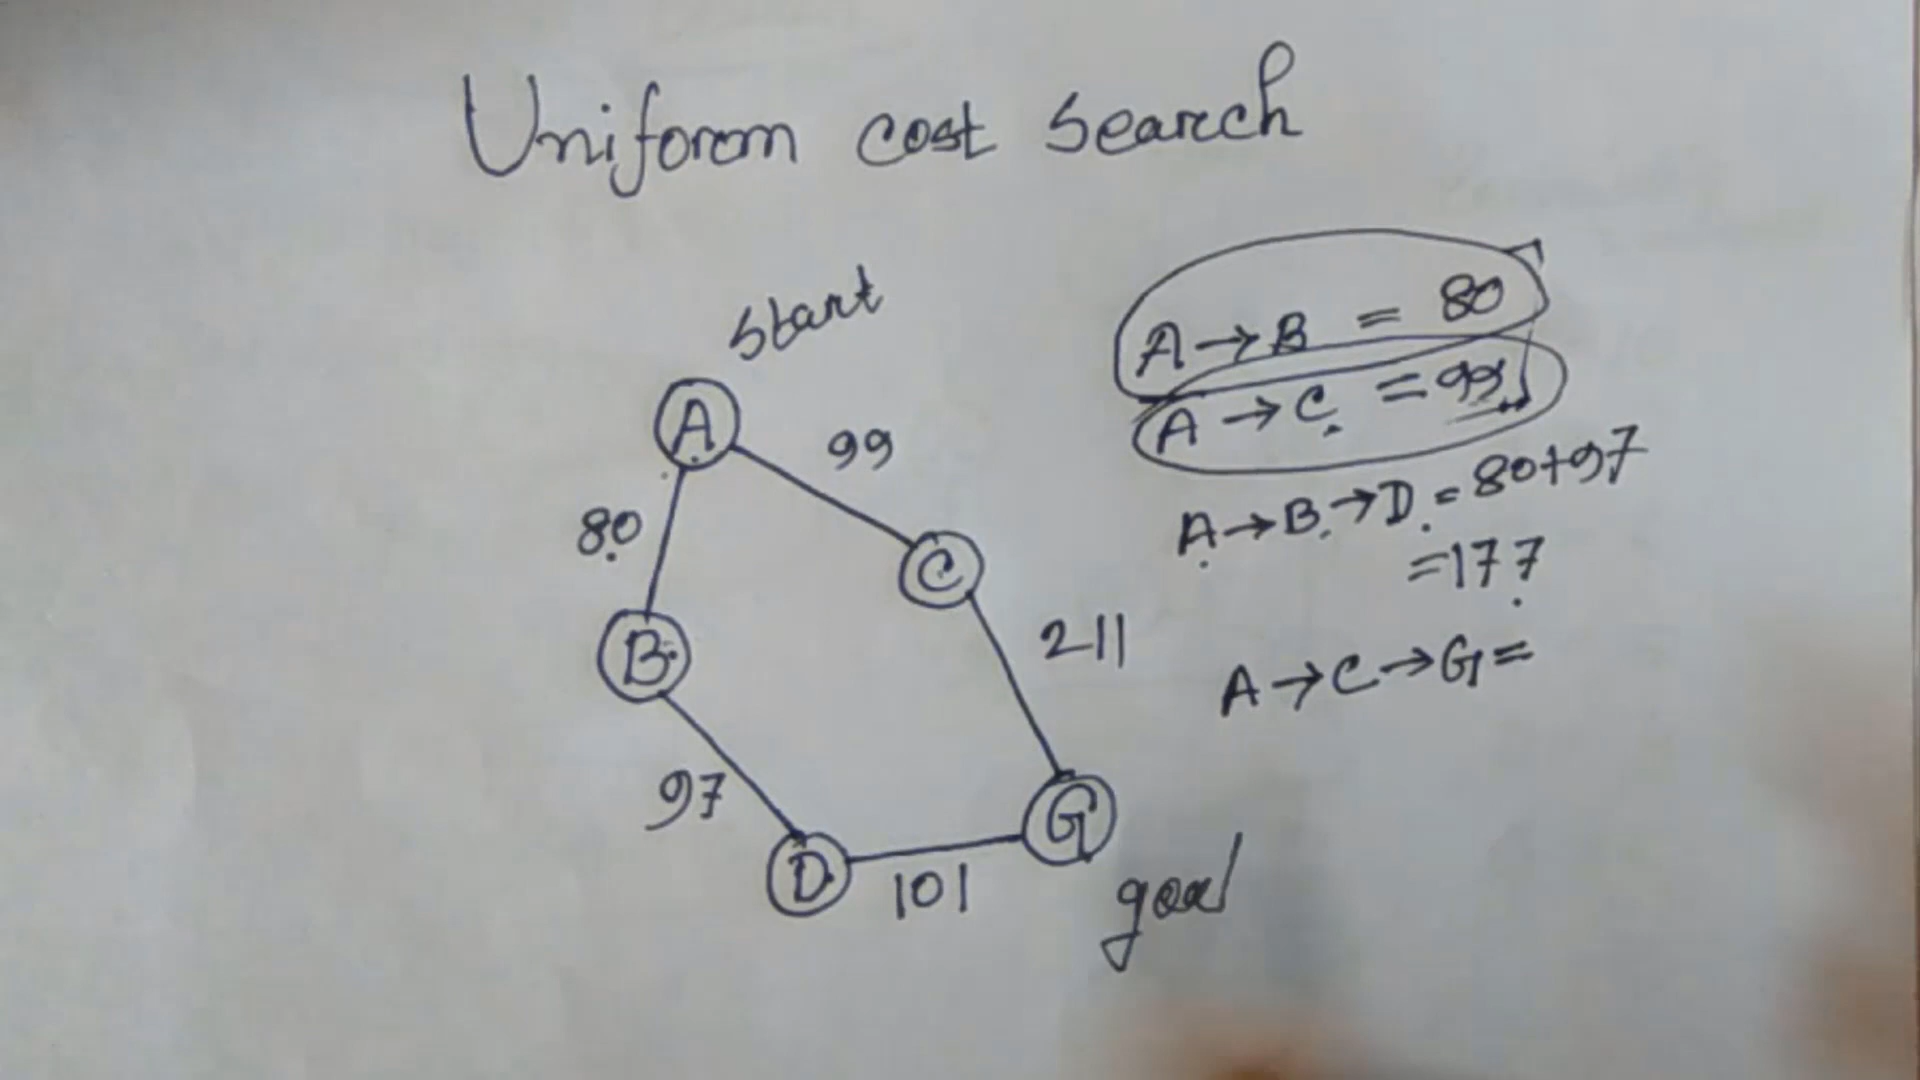 Uniform cost search
start
A
99
80
B
C
211
97
D
101
G
goal
A→B = 80
A→C = 99
A→B→D = 80+97
=177
A→C→G=